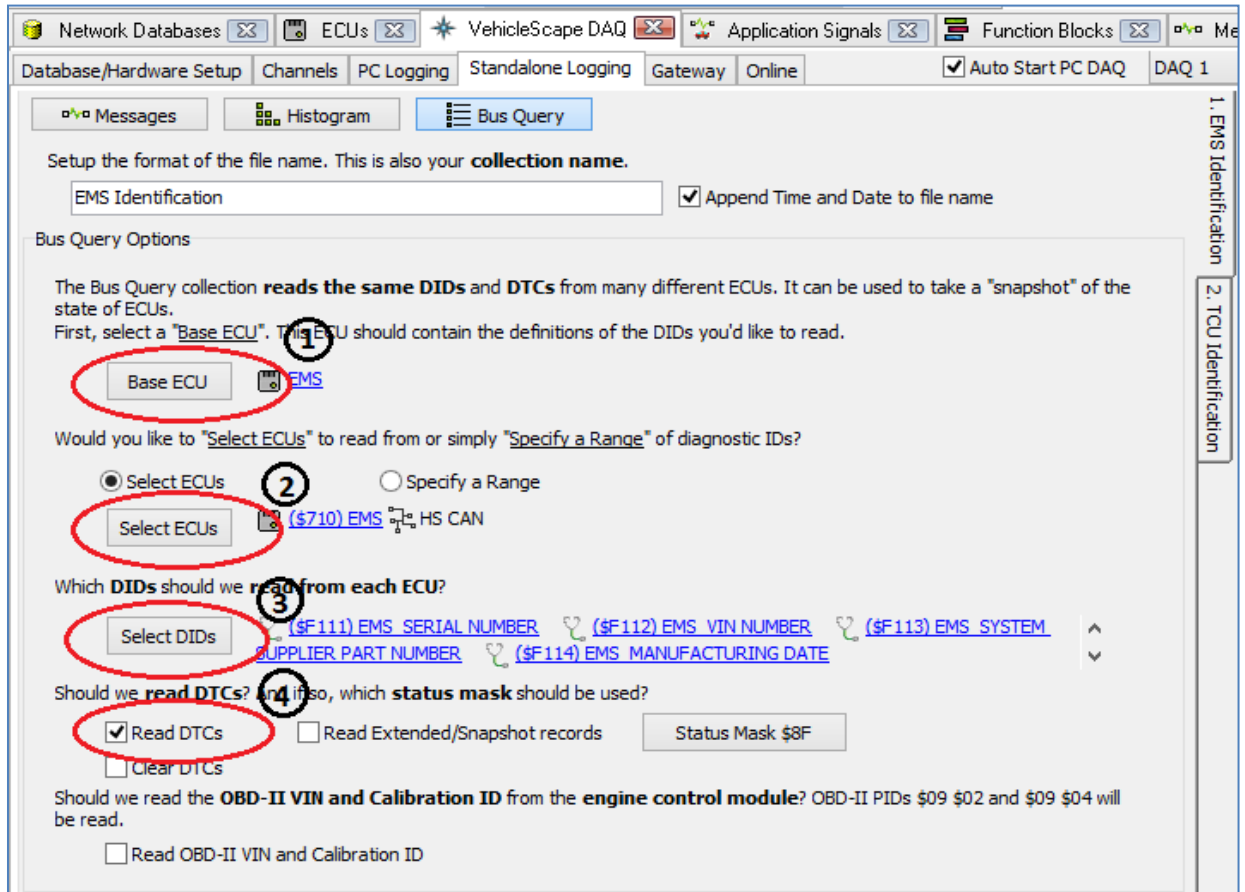 Network Databases ECUs VehicleScape DAQ Application Signals Function Blocks Me
Database/Hardware Setup Channels PC Logging Standalone Logging Gateway Online Auto Start PC DAQ DAQ 1
Messages Histogram Bus Query
Setup the format of the file name. This is also your collection name.
EMS Identification Append Time and Date to file name
Bus Query Options
The Bus Query collection reads the same DIDs and DTCs from many different ECUs. It can be used to take a "snapshot" of the
state of ECUs.
First, select a "Base ECU". This ECU should contain the definitions of the DIDs you'd like to read.
1
Base ECU EMS
Would you like to "Select ECUs" to read from or simply "Specify a Range" of diagnostic IDs?
Select ECUs 2 Specify a Range
Select ECUs ($710) EMS HS CAN
Which DIDs should we read from each ECU?
3
Select DIDs ($F111) EMS SERIAL NUMBER ($F112) EMS VIN NUMBER ($F113) EMS SYSTEM
SUPPLIER PART NUMBER ($F114) EMS MANUFACTURING DATE
Should we read DTCs? And if so, which status mask should be used?
4
Read DTCs Read Extended/Snapshot records Status Mask $8F
Clear DTCs
Should we read the OBD-II VIN and Calibration ID from the engine control module? OBD-II PIDs $09 $02 and $09 $04 will
be read.
Read OBD-II VIN and Calibration ID
1. EMS Identification
2. TCU Identification